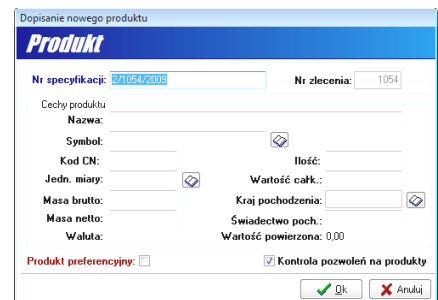 Dopisanie nowego produktu
Produkt
Nr specyfikacji: 2/1054/2009 Nr zlecenia: 1054
Cechy produktu
Nazwa:
Symbol:
Kod CN: Ilość:
Jedn. miary: Wartość całk.:
Masa brutto: Kraj pochodzenia:
Masa netto: Świadectwo poch.:
Waluta: Wartość powierzona: 0,00
Produkt preferencyjny: Kontrola pozwoleń na produkty
Ok Anuluj